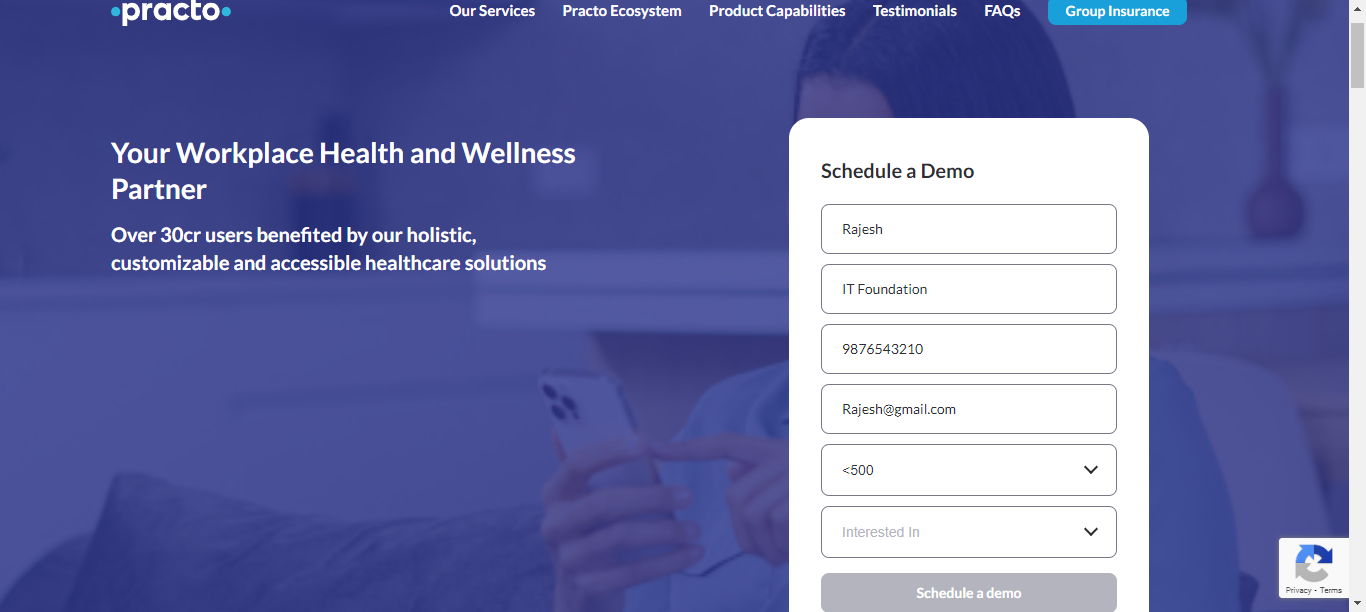 practo
Our Services
Practo Ecosystem
Product Capabilities
Testimonials
FAQs
Group Insurance
Your Workplace Health and Wellness
Partner
Over 30cr users benefited by our holistic,
customizable and accessible healthcare solutions
Schedule a Demo
Rajesh
IT Foundation
9876543210
Rajesh@gmail.com
<500
Interested In
Schedule a demo
Privacy - Terms